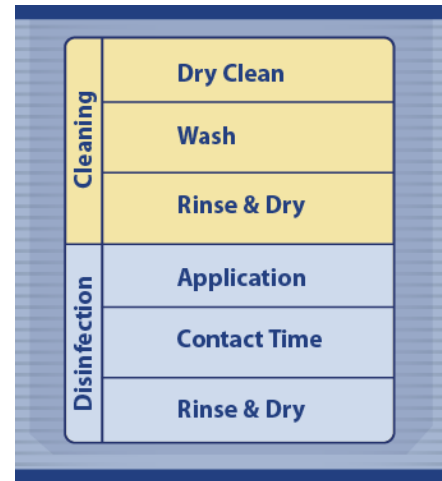 Cleaning
Dry Clean
Wash
Rinse & Dry
Disinfection
Application
Contact Time
Rinse & Dry